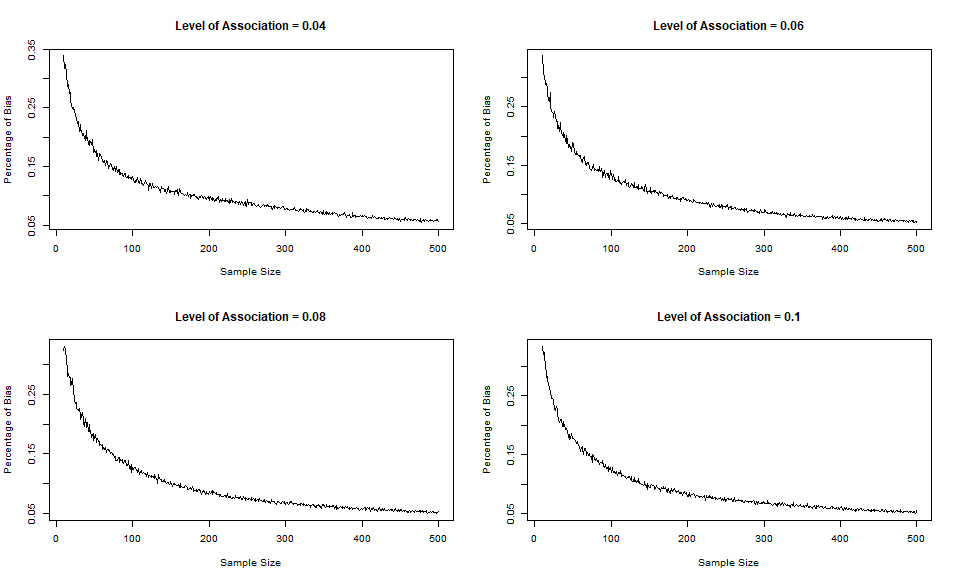 Level of Association = 0.04
Percentage of Bias
0.05 0.15 0.25 0.35
0 100 200 300 400 500
Sample Size
Level of Association = 0.06
Percentage of Bias
0.05 0.15 0.25
0 100 200 300 400 500
Sample Size
Level of Association = 0.08
Percentage of Bias
0.05 0.15 0.25
0 100 200 300 400 500
Sample Size
Level of Association = 0.1
Percentage of Bias
0.05 0.15 0.25
0 100 200 300 400 500
Sample Size